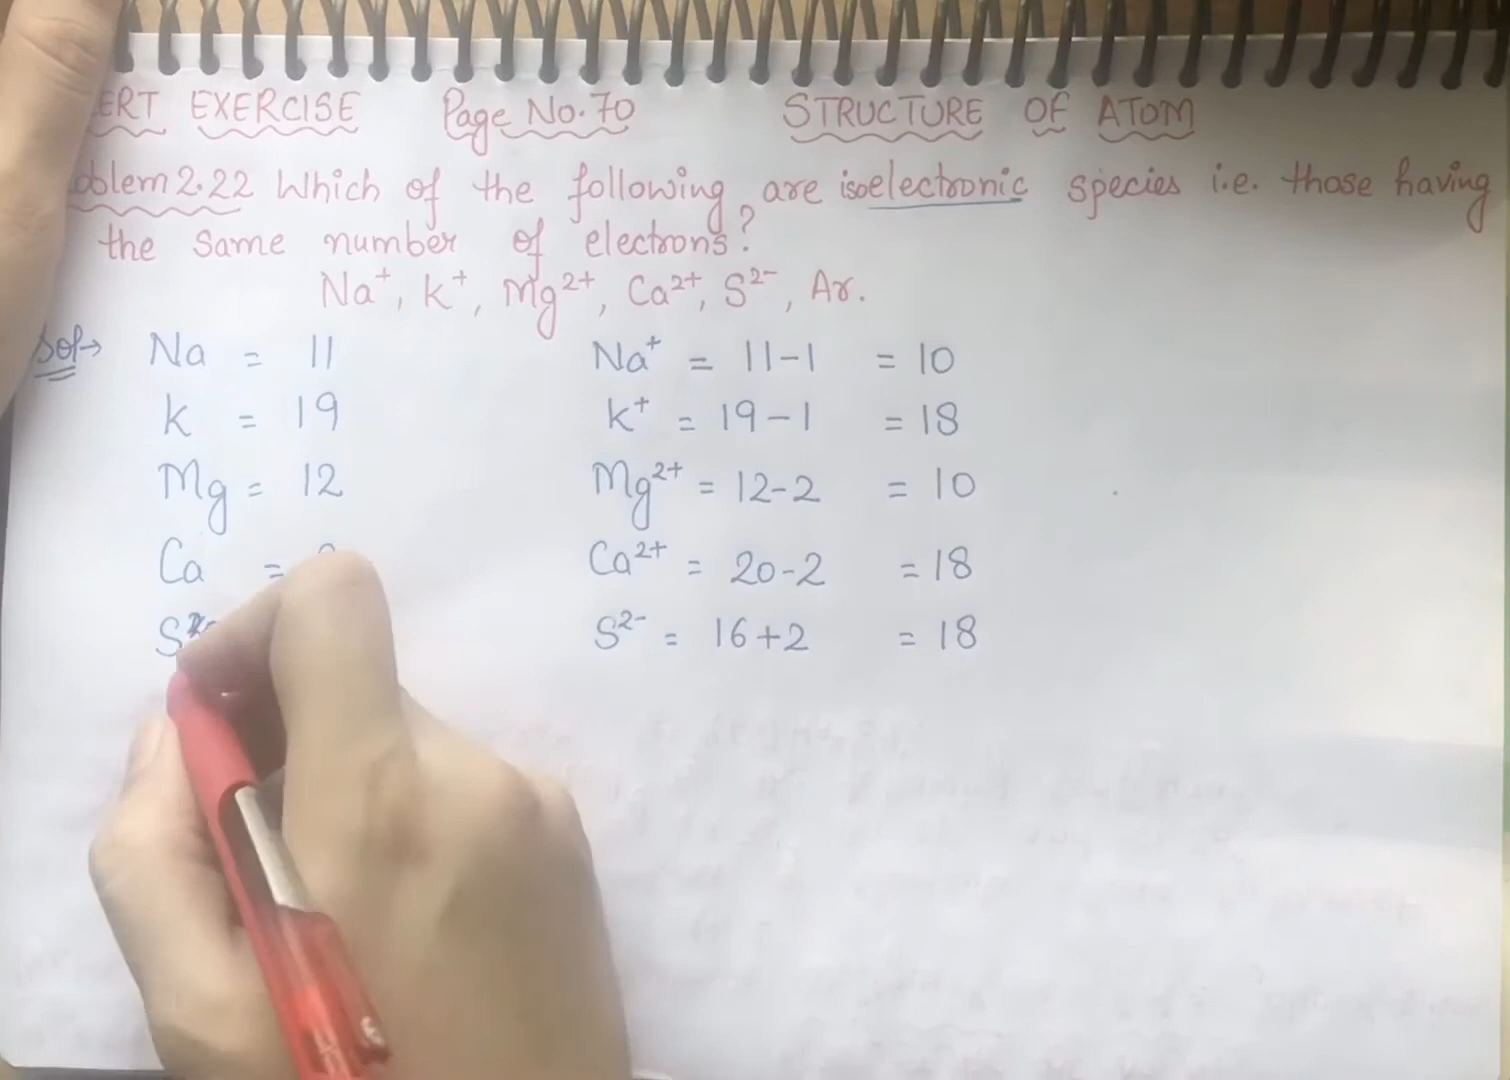 ERT EXERCISE Page No.70 STRUCTURE OF ATOM
oblem 2.22 Which of the following are isoelectronic species i.e. those having
the same number of electrons?
Na⁺, K⁺, Mg²⁺, Ca²⁺, S²⁻, Ar.
Sol→ Na = 11 Na⁺ = 11-1 = 10
K = 19 K⁺ = 19-1 = 18
Mg = 12 Mg²⁺ = 12-2 = 10
Ca = Ca²⁺ = 20-2 = 18
S S²⁻ = 16+2 = 18